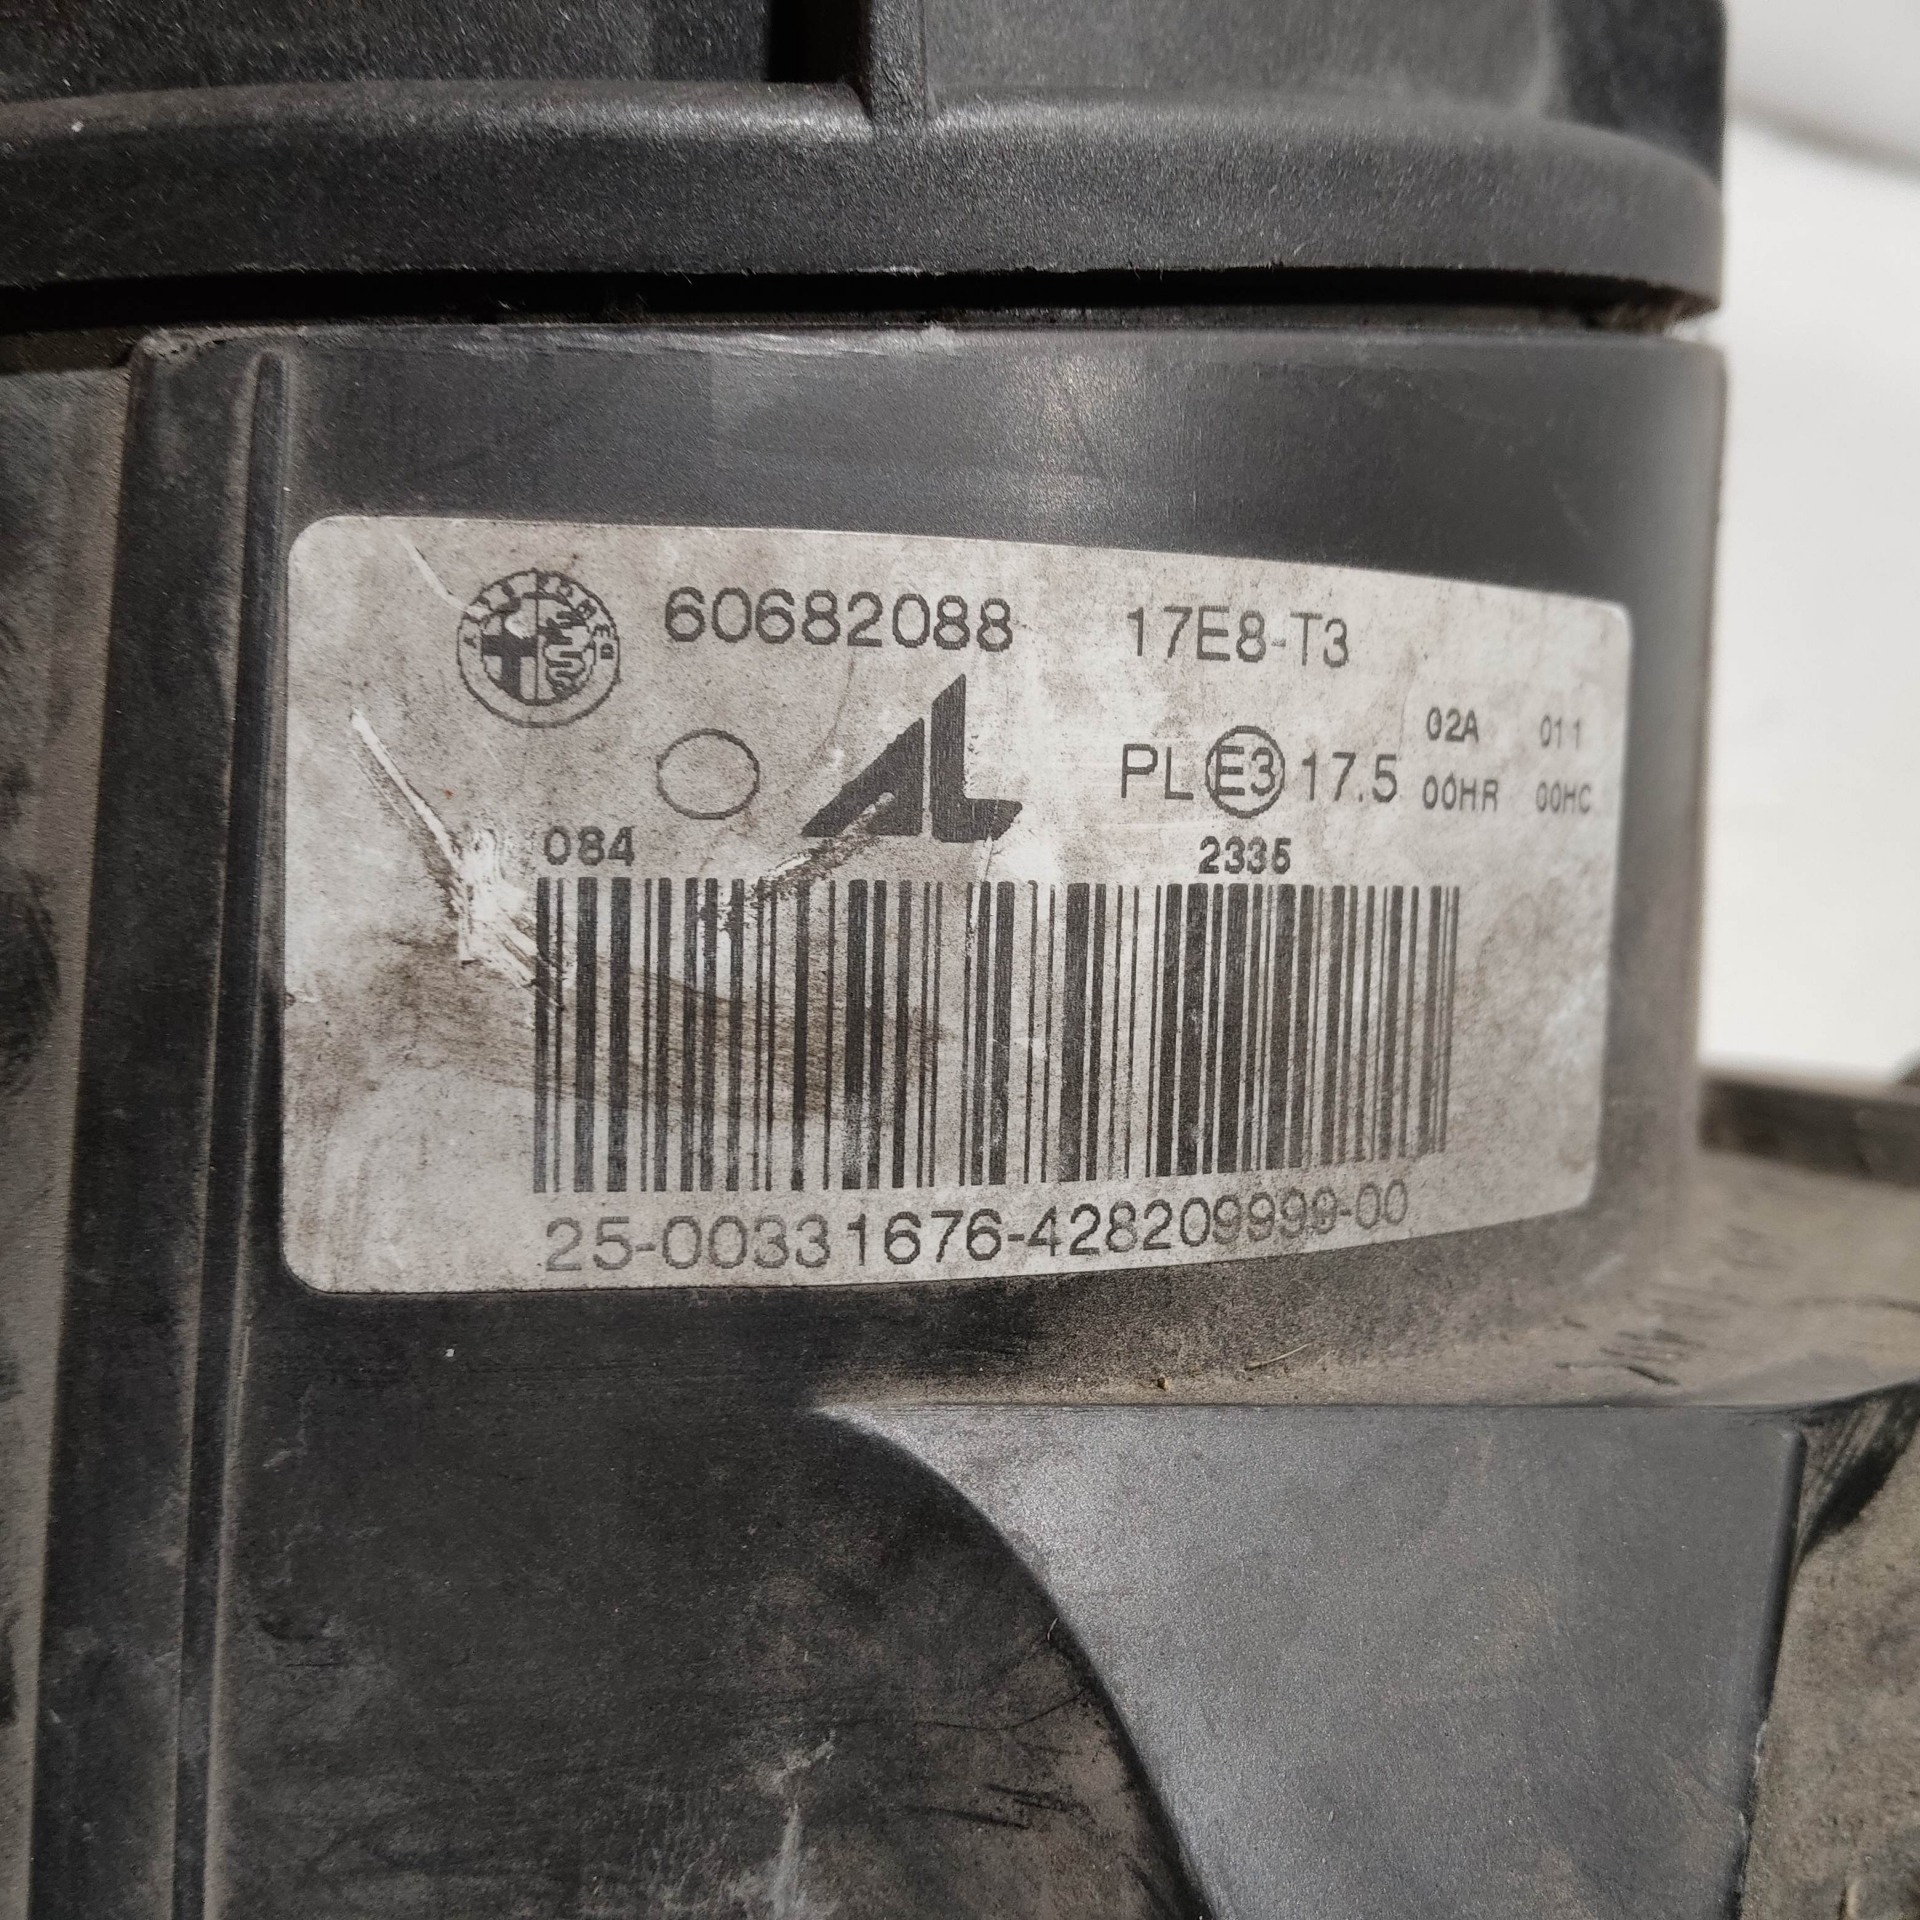 60682088 17E8-T3
AL PL E3 17.5 02A 011
00HR 00HC
084 2335
25-00331676-428209999-00